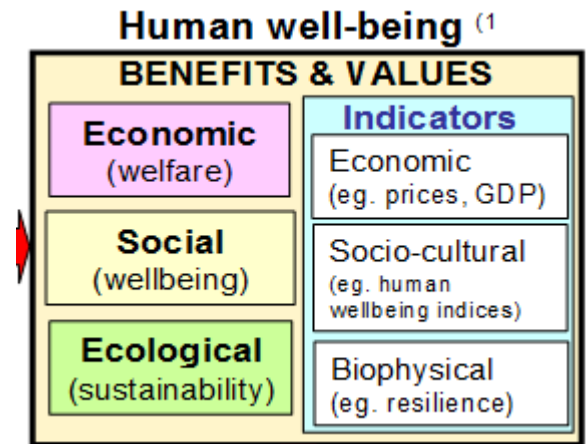 Human well-being (1
BENEFITS & VALUES
Economic
(welfare)
Social
(wellbeing)
Ecological
(sustainability)
Indicators
Economic
(eg. prices, GDP)
Socio-cultural
(eg. human
wellbeing indices)
Biophysical
(eg. resilience)